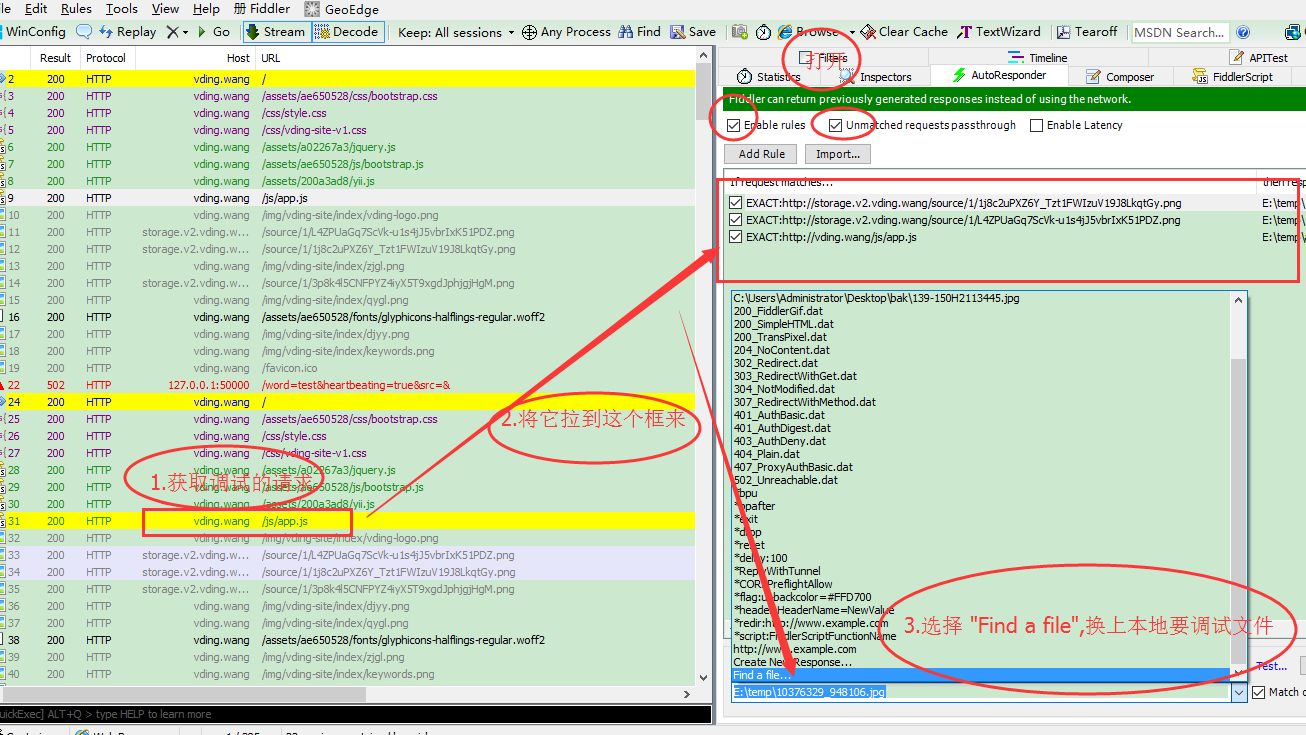 Edit Rules Tools View Help Fiddler GeoEdge
WinConfig Replay Go Stream Decode Keep: All sessions Any Process Find Save Browse Clear Cache TextWizard Tearoff MSDN Search...
Result Protocol Host URL
2 200 HTTP vding.wang /
3 200 HTTP vding.wang /assets/ae650528/css/bootstrap.css
4 200 HTTP vding.wang /css/style.css
5 200 HTTP vding.wang /css/vding-site-v1.css
6 200 HTTP vding.wang /assets/a02267a3/jquery.js
7 200 HTTP vding.wang /assets/ae650528/js/bootstrap.js
8 200 HTTP vding.wang /assets/200a3ad8/yii.js
9 200 HTTP vding.wang /js/app.js
10 200 HTTP vding.wang /img/vding-site/index/vding-logo.png
11 200 HTTP storage.v2.vding.w... /source/1/L4ZPUaGq7ScVk-u1s4jJ5vbrIxK51PDZ.png
12 200 HTTP storage.v2.vding.w... /source/1/1j8c2uPXZ6Y_Tzt1FWIzuV19J8LkqtGy.png
13 200 HTTP vding.wang /img/vding-site/index/zjgl.png
14 200 HTTP storage.v2.vding.w... /source/1/3p8k4l5CNFPYZ4iyX5T9xgdJphjgjHgM.png
15 200 HTTP vding.wang /img/vding-site/index/qygl.png
16 200 HTTP vding.wang /assets/ae650528/fonts/glyphicons-halflings-regular.woff2
17 200 HTTP vding.wang /img/vding-site/index/djyy.png
18 200 HTTP vding.wang /img/vding-site/index/keywords.png
19 200 HTTP vding.wang /favicon.ico
22 502 HTTP 127.0.0.1:50000 /word=test&heartbeating=true&src=&
24 200 HTTP vding.wang /
25 200 HTTP vding.wang /assets/ae650528/css/bootstrap.css
26 200 HTTP vding.wang /css/style.css
27 200 HTTP vding.wang /css/vding-site-v1.css
28 200 HTTP vding.wang /assets/a02267a3/jquery.js
29 200 HTTP vding.wang /assets/ae650528/js/bootstrap.js
30 200 HTTP vding.wang /assets/200a3ad8/yii.js
31 200 HTTP vding.wang /js/app.js
32 200 HTTP vding.wang /img/vding-site/index/vding-logo.png
33 200 HTTP storage.v2.vding.w... /source/1/L4ZPUaGq7ScVk-u1s4jJ5vbrIxK51PDZ.png
34 200 HTTP storage.v2.vding.w... /source/1/1j8c2uPXZ6Y_Tzt1FWIzuV19J8LkqtGy.png
35 200 HTTP storage.v2.vding.w... /source/1/3p8k4l5CNFPYZ4iyX5T9xgdJphjgjHgM.png
36 200 HTTP vding.wang /img/vding-site/index/djyy.png
37 200 HTTP vding.wang /img/vding-site/index/qygl.png
38 200 HTTP vding.wang /assets/ae650528/fonts/glyphicons-halflings-regular.woff2
39 200 HTTP vding.wang /img/vding-site/index/zjgl.png
40 200 HTTP vding.wang /img/vding-site/index/keywords.png
1.获取调试的请求
2.将它拉到这个框来
ALT+Q > type HELP to learn more
Filters Timeline APITest
打开
Statistics Inspectors AutoResponder Composer FiddlerScript
Fiddler can return previously generated responses instead of using the network.
Enable rules Unmatched requests passthrough Enable Latency
Add Rule Import...
If request matches...
EXACT:http://storage.v2.vding.wang/source/1/1j8c2uPXZ6Y_Tzt1FWIzuV19J8LkqtGy.png E:\temp\
EXACT:http://storage.v2.vding.wang/source/1/L4ZPUaGq7ScVk-u1s4jJ5vbrIxK51PDZ.png E:\temp\
EXACT:http://vding.wang/js/app.js E:\temp\
C:\Users\Administrator\Desktop\bak\139-150H2113445.jpg
200_FiddlerGif.dat
200_SimpleHTML.dat
200_TransPixel.dat
204_NoContent.dat
302_Redirect.dat
303_RedirectWithGet.dat
304_NotModified.dat
307_RedirectWithMethod.dat
401_AuthBasic.dat
401_AuthDigest.dat
403_AuthDeny.dat
404_Plain.dat
407_ProxyAuthBasic.dat
502_Unreachable.dat
*bpu
*bpafter
*exit
*drop
*reset
*delay:100
*ReplyWithTunnel
*CORSPreflightAllow
*flag:ui-backcolor=#FFD700
*header:HeaderName=NewValue
*redir:http://www.example.com
*script:FiddlerScriptFunctionName
http://www.example.com
Create New Response...
Find a file...
3.选择 "Find a file",换上本地要调试文件
Test...
E:\temp\10376329_948106.jpg
Match